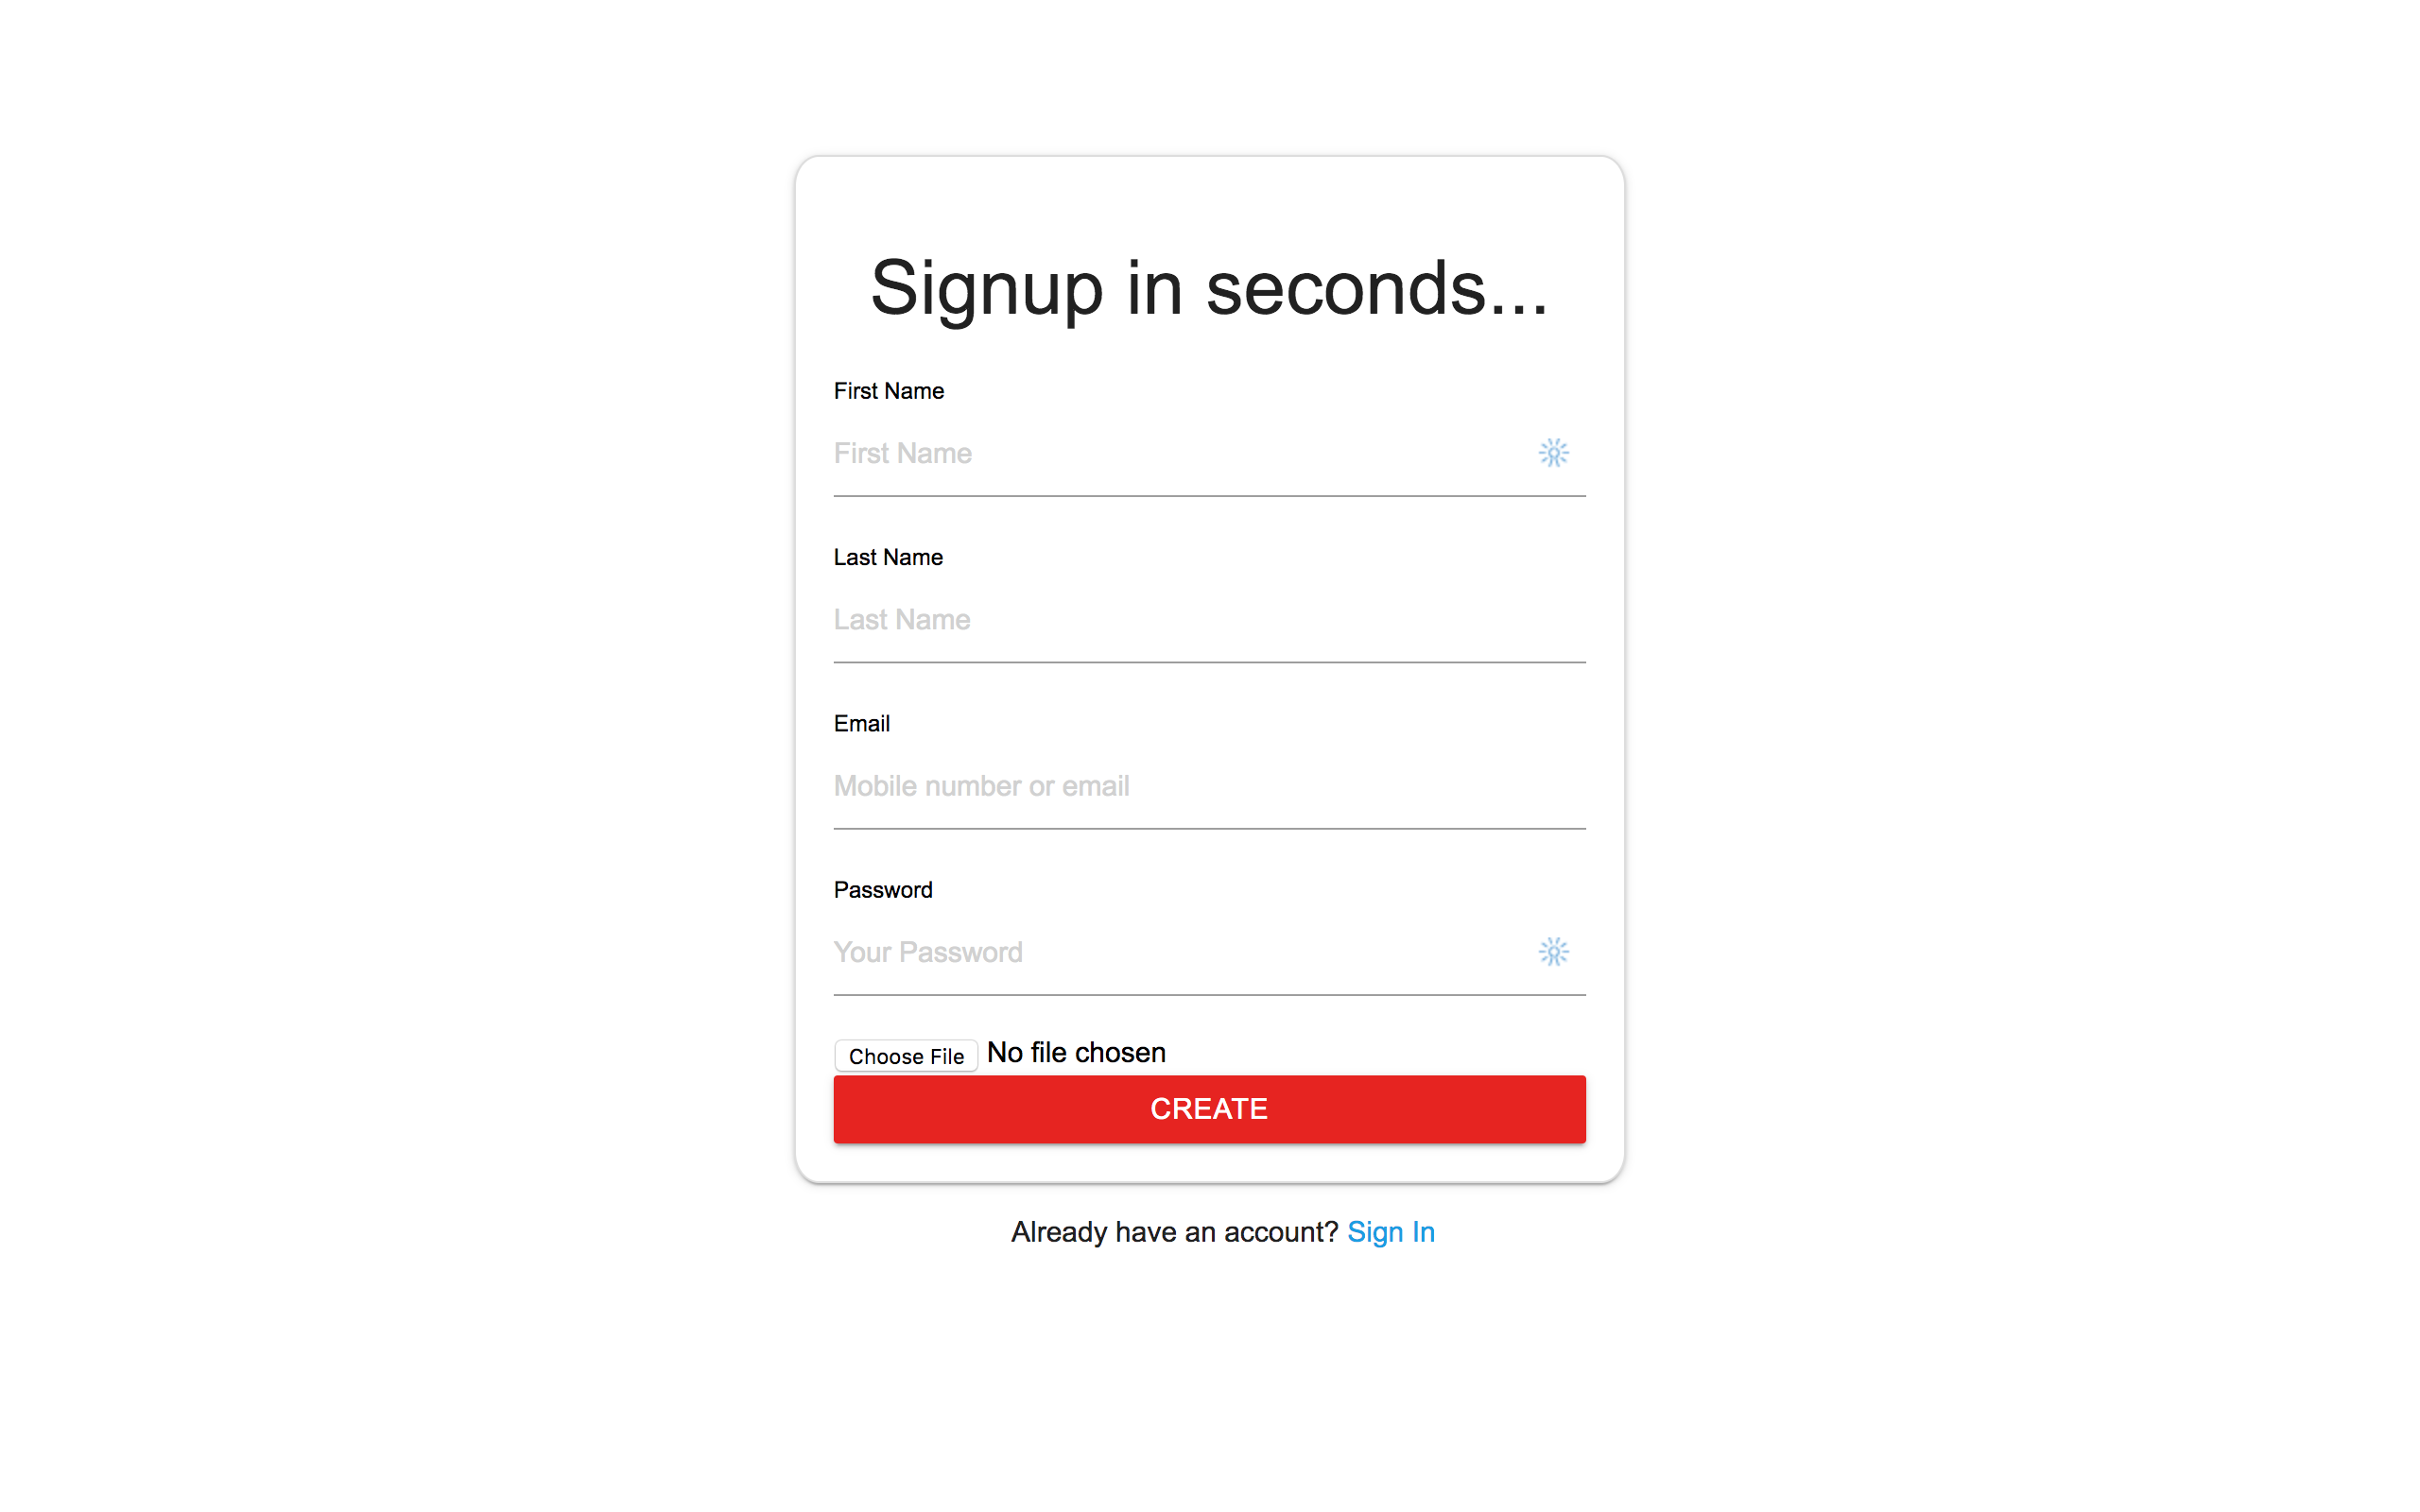 Signup in seconds...
First Name
First Name
Last Name
Last Name
Email
Mobile number or email
Password
Your Password
Choose File No file chosen
CREATE
Already have an account? Sign In